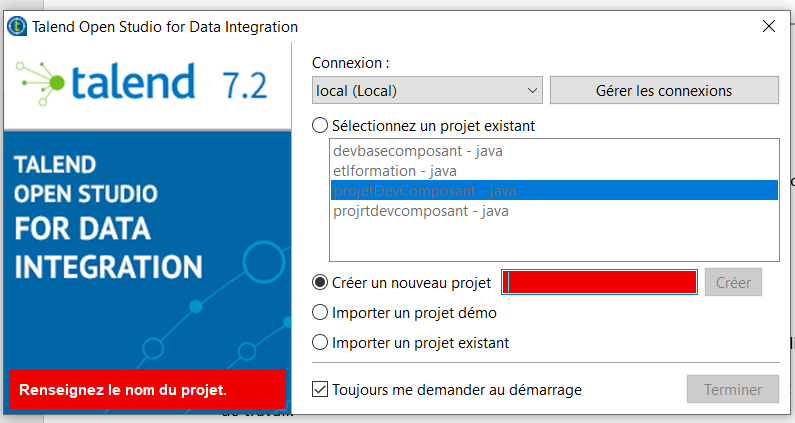 Talend Open Studio for Data Integration
talend 7.2
TALEND
OPEN STUDIO
FOR DATA
INTEGRATION
Renseignez le nom du projet.
Connexion :
local (Local)
Gérer les connexions
Sélectionnez un projet existant
devbasecomposant - java
etlformation - java
projetDevComposant - java
projrtdevcomposant - java
Créer un nouveau projet
Créer
Importer un projet démo
Importer un projet existant
Toujours me demander au démarrage
Terminer